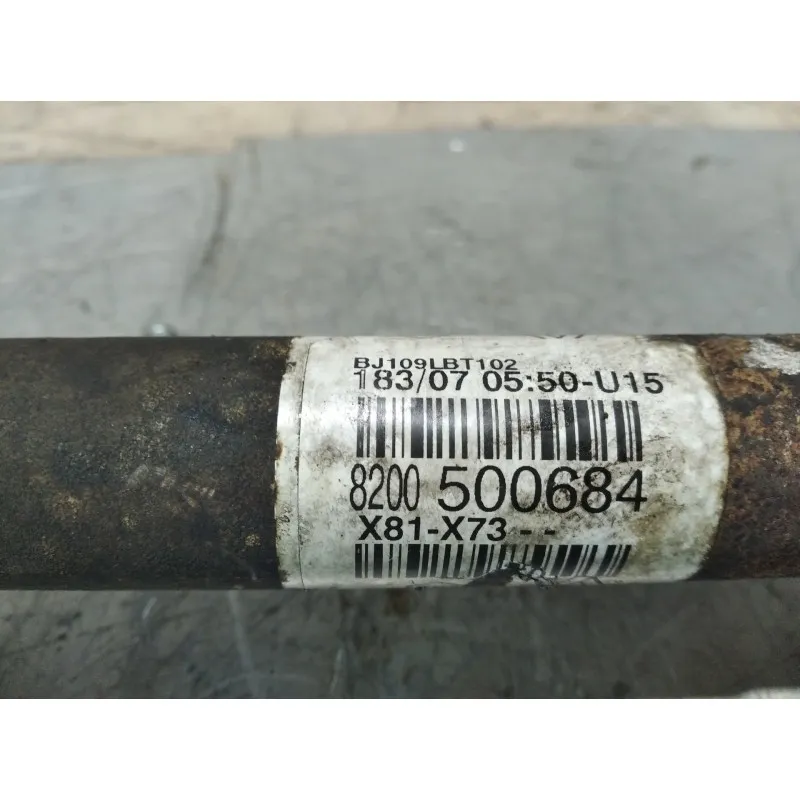 BJ109LBT102
183/07 05:50-U15
8200 500684
X81-X73 - -